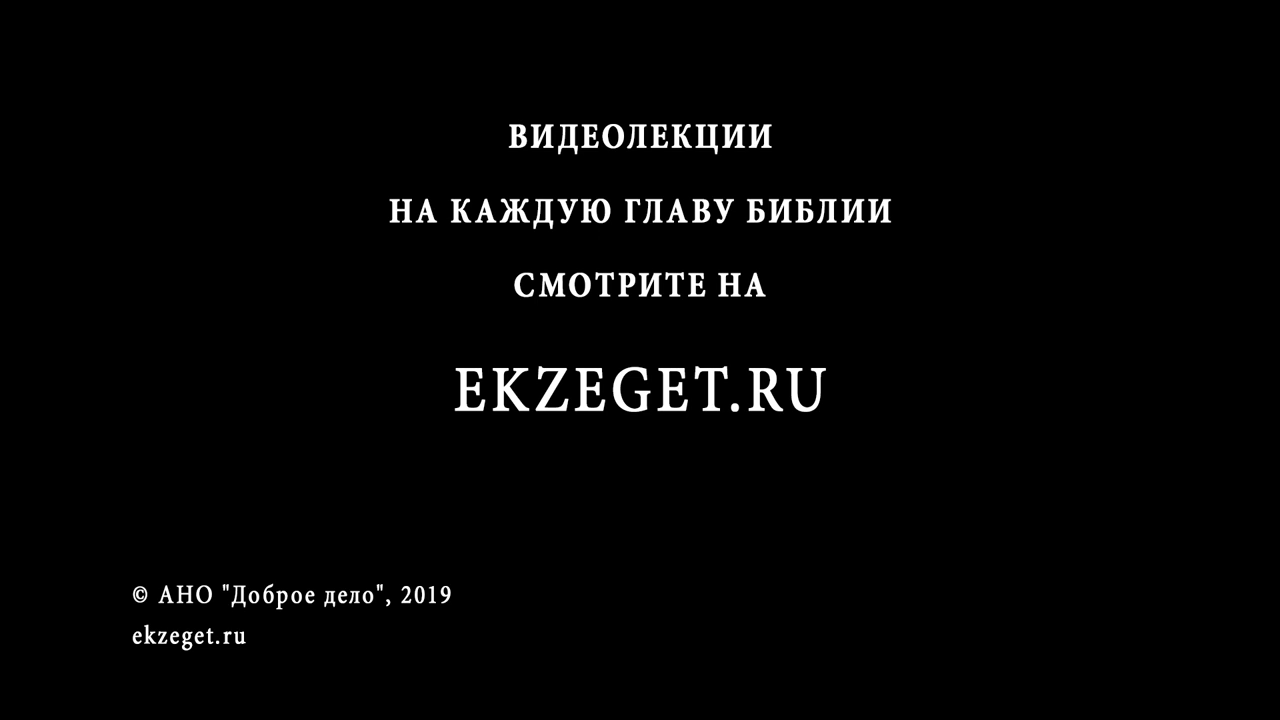 ВИДЕОЛЕКЦИИ
НА КАЖДУЮ ГЛАВУ БИБЛИИ
СМОТРИТЕ НА
EKZEGET.RU
© АНО "Доброе дело", 2019
ekzeget.ru